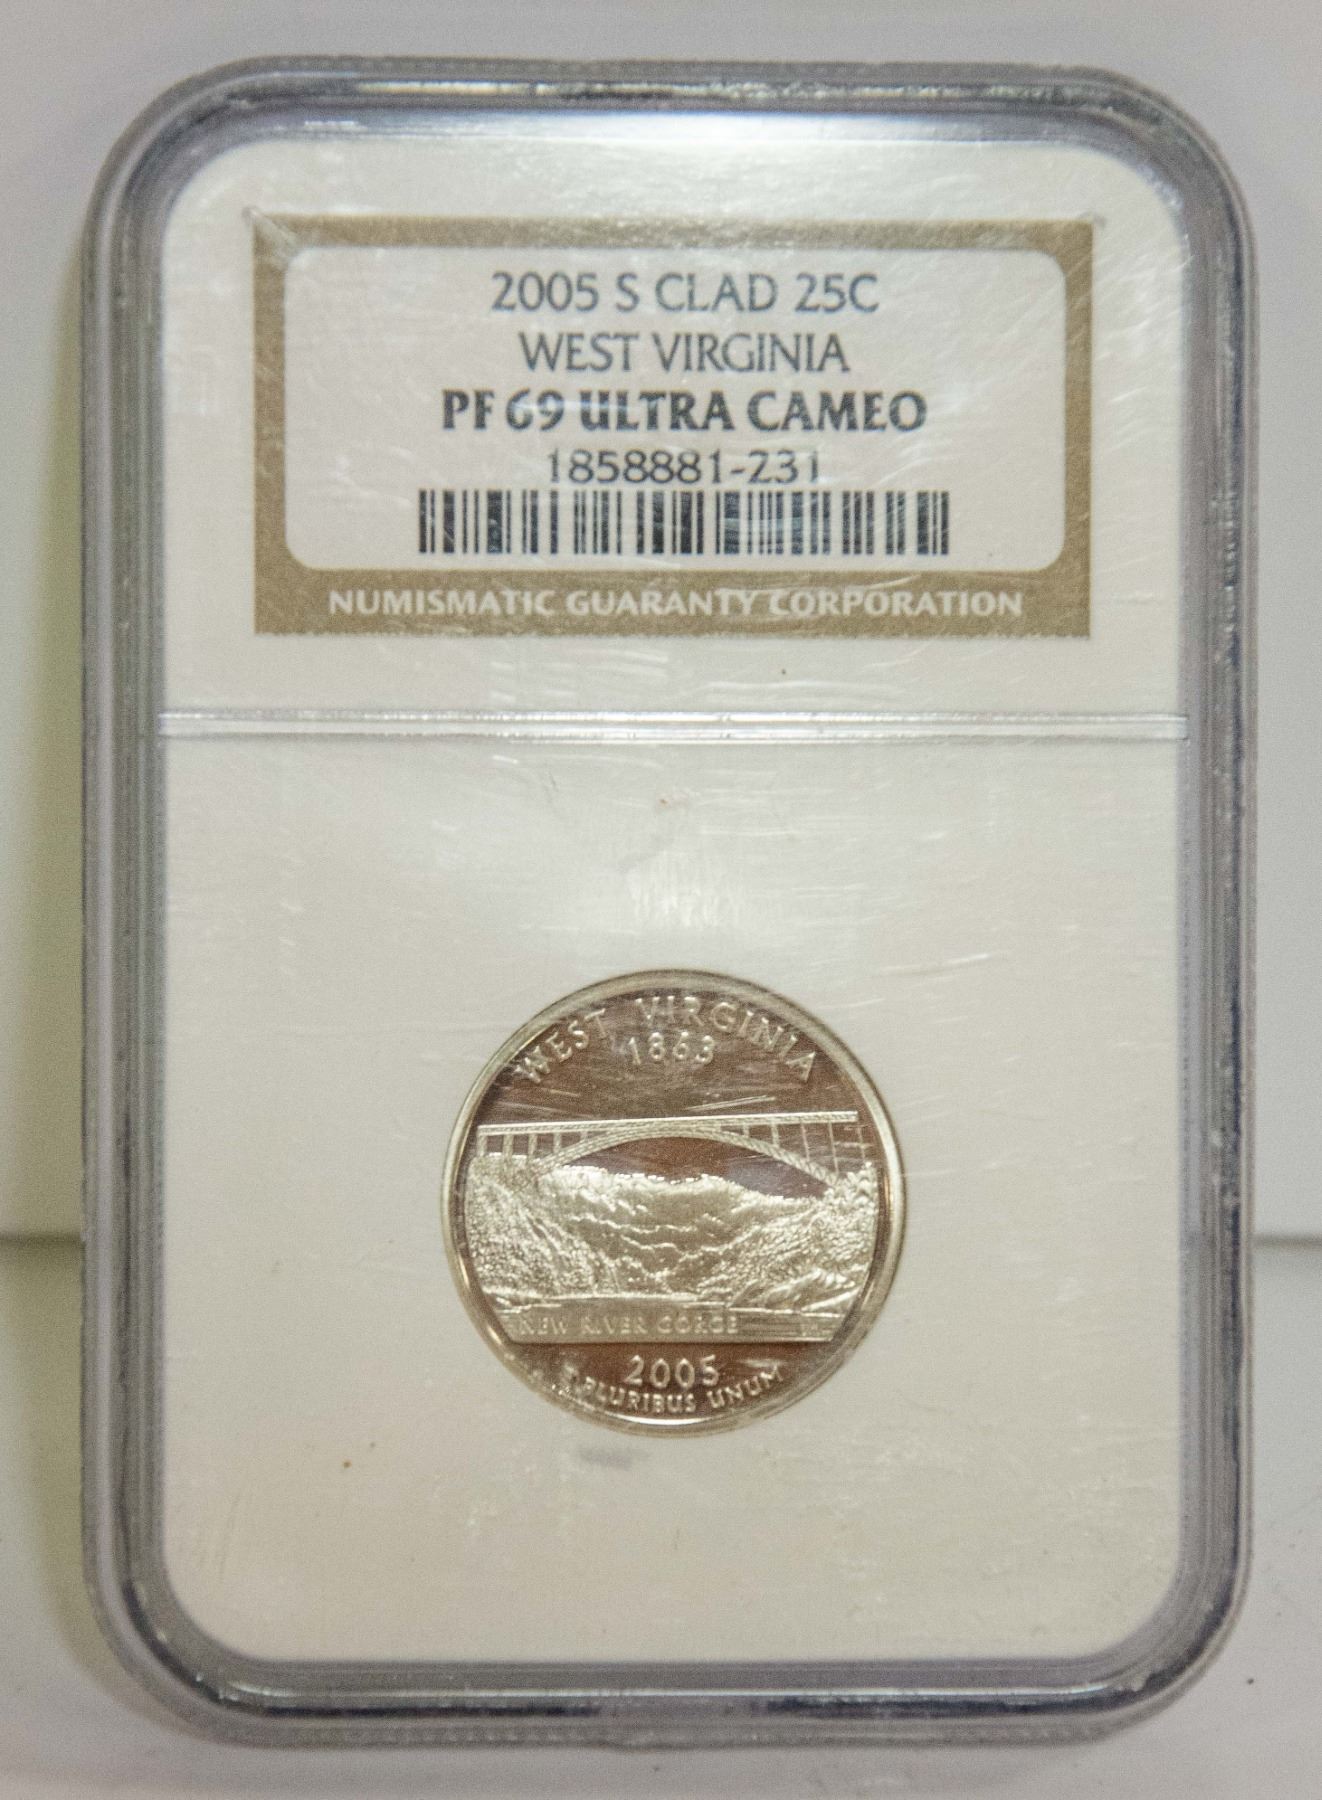 2005 S CLAD 25C
WEST VIRGINIA
PF 69 ULTRA CAMEO
1858881-231
NUMISMATIC GUARANTY CORPORATION
WEST VIRGINIA
1863
NEW RIVER GORGE
2005
E PLURIBUS UNUM